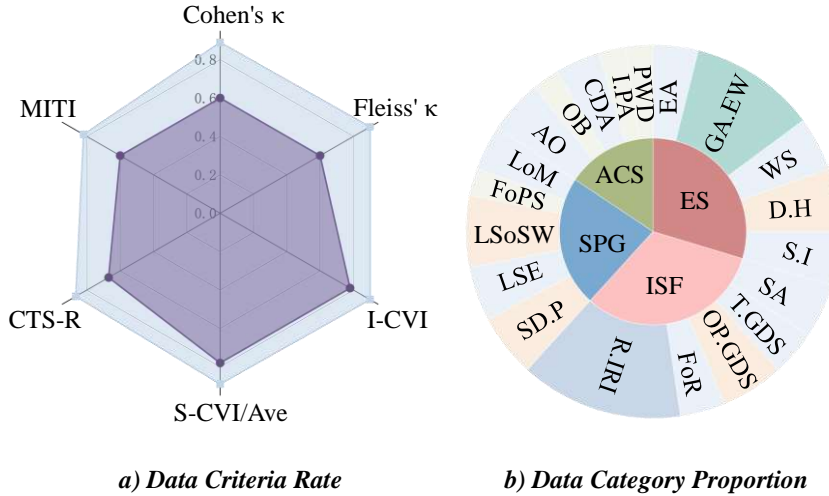 Cohen's κ
Fleiss' κ
I-CVI
S-CVI/Ave
CTS-R
MITI
0.8
0.6
0.4
0.2
0.0
a) Data Criteria Rate
ES
ISF
SPG
ACS
EA
GA.EW
WS
D.H
S.I
SA
T.GDS
OP.GDS
FoR
R.IRI
SD.P
LSE
LSoSW
FoPS
LoM
AO
OB
CDA
I.PA
PWD
b) Data Category Proportion